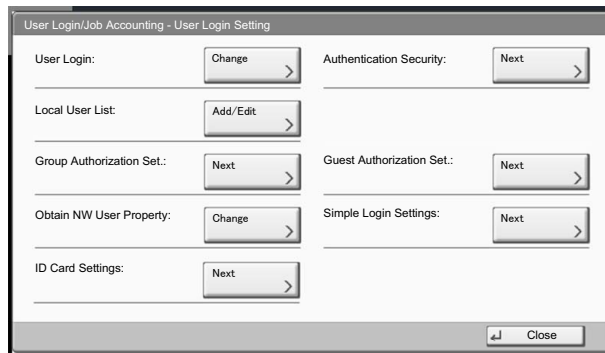 User Login/Job Accounting - User Login Setting
User Login: Change Authentication Security: Next
Local User List: Add/Edit
Group Authorization Set.: Next Guest Authorization Set.: Next
Obtain NW User Property: Change Simple Login Settings: Next
ID Card Settings: Next
Close